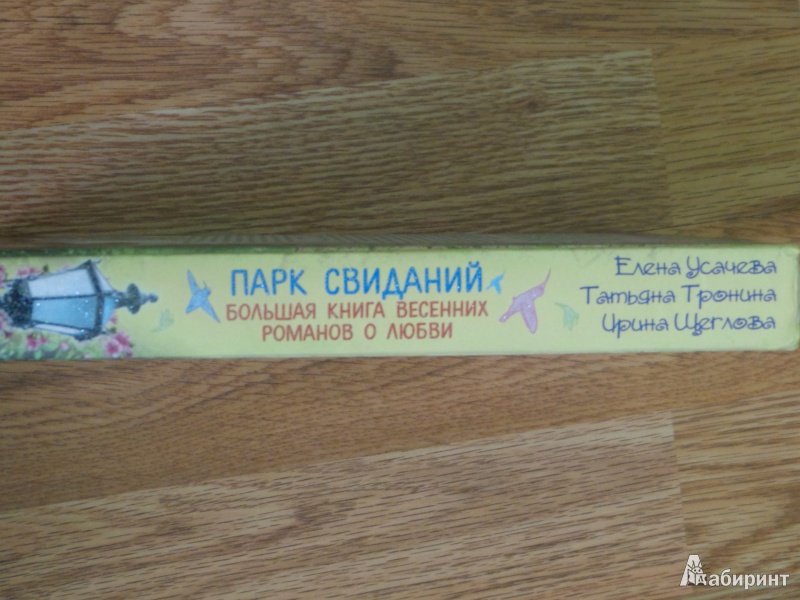 ПАРК СВИДАНИЙ
БОЛЬШАЯ КНИГА ВЕСЕННИХ
РОМАНОВ О ЛЮБВИ
Елена Усачева
Татьяна Тронина
Ирина Щеглова
Лабиринт